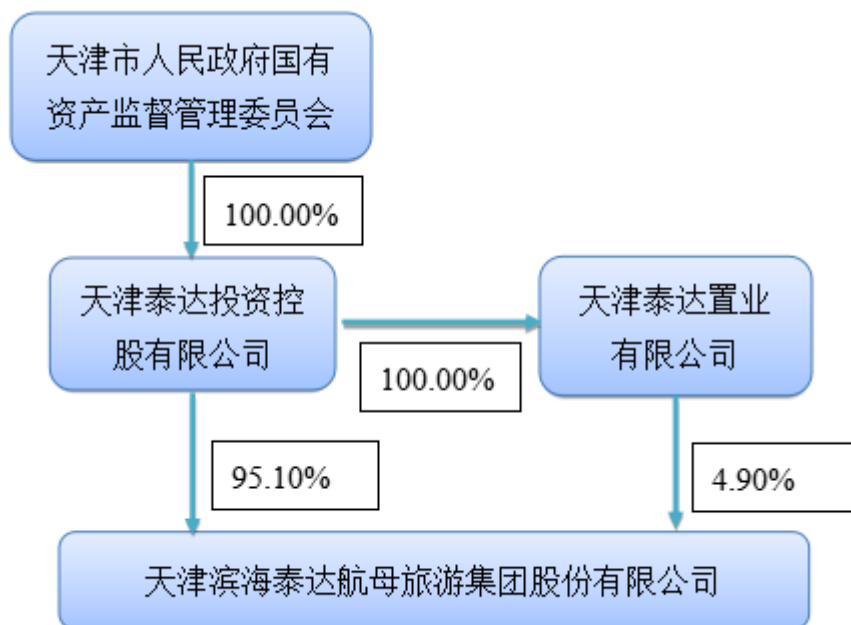 天津市人民政府国有
资产监督管理委员会
100.00%
天津泰达投资控
股有限公司
天津泰达置业
有限公司
100.00%
95.10%
4.90%
天津滨海泰达航母旅游集团股份有限公司